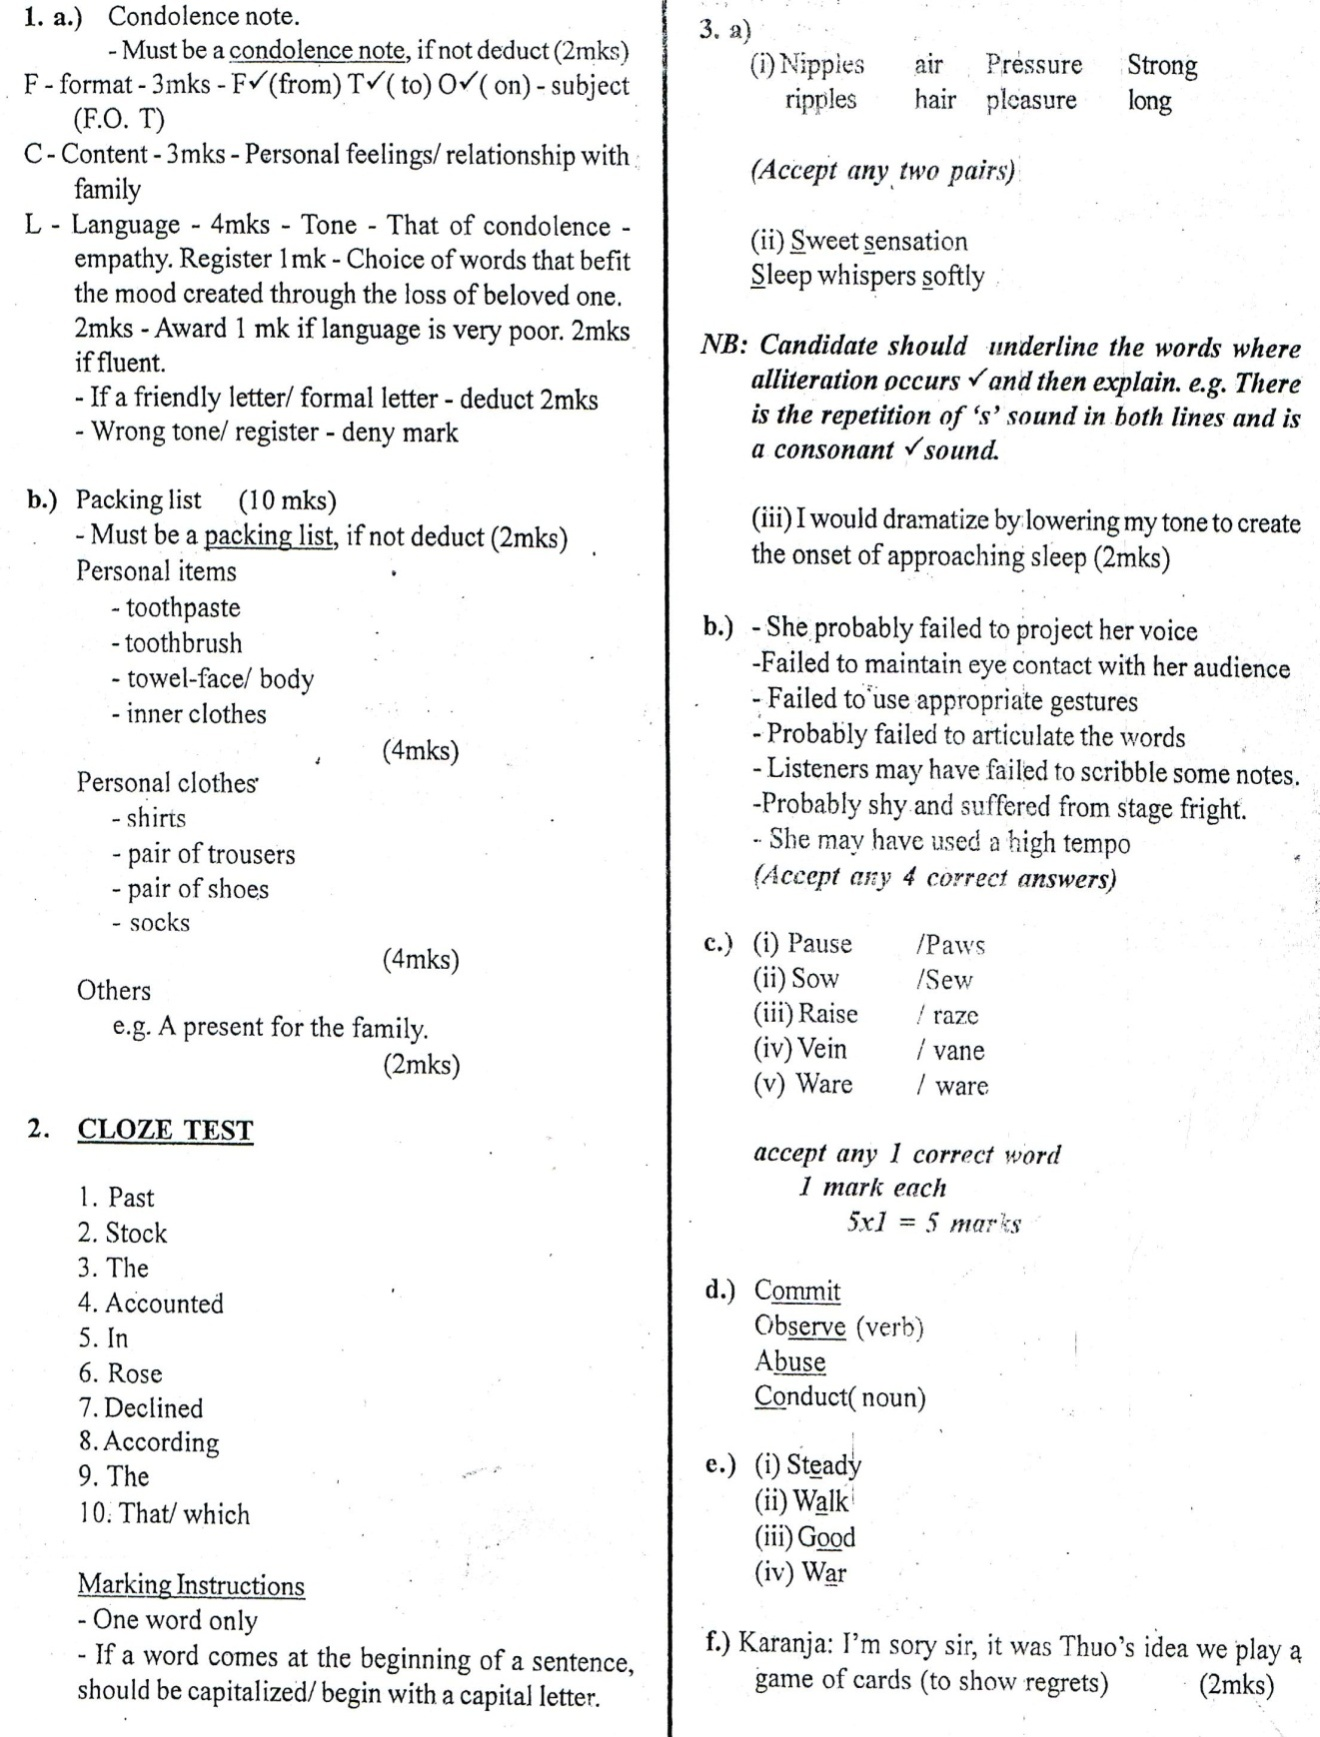 1. a.) Condolence note.
- Must be a condolence note, if not deduct (2mks)
F - format - 3mks - F✓(from) T✓( to) O✓( on) - subject
(F.O. T)
C - Content - 3mks - Personal feelings/ relationship with
family
L - Language - 4mks - Tone - That of condolence -
empathy. Register 1mk - Choice of words that befit
the mood created through the loss of beloved one.
2mks - Award 1 mk if language is very poor. 2mks
if fluent.
- If a friendly letter/ formal letter - deduct 2mks
- Wrong tone/ register - deny mark
b.) Packing list (10 mks)
- Must be a packing list, if not deduct (2mks)
Personal items
- toothpaste
- toothbrush
- towel-face/ body
- inner clothes
(4mks)
Personal clothes
- shirts
- pair of trousers
- pair of shoes
- socks
(4mks)
Others
e.g. A present for the family.
(2mks)
2. CLOZE TEST
1. Past
2. Stock
3. The
4. Accounted
5. In
6. Rose
7. Declined
8. According
9. The
10. That/ which
Marking Instructions
- One word only
- If a word comes at the beginning of a sentence,
should be capitalized/ begin with a capital letter.
3. a)
(i) Nipples air Pressure Strong
ripples hair pleasure long
(Accept any two pairs)
(ii) Sweet sensation
Sleep whispers softly
NB: Candidate should underline the words where
alliteration occurs ✓ and then explain. e.g. There
is the repetition of ‘s’ sound in both lines and is
a consonant ✓ sound.
(iii) I would dramatize by lowering my tone to create
the onset of approaching sleep (2mks)
b.) - She probably failed to project her voice
-Failed to maintain eye contact with her audience
- Failed to use appropriate gestures
- Probably failed to articulate the words
- Listeners may have failed to scribble some notes.
-Probably shy and suffered from stage fright.
- She may have used a high tempo
(Accept any 4 correct answers)
c.) (i) Pause /Paws
(ii) Sow /Sew
(iii) Raise / raze
(iv) Vein / vane
(v) Ware / ware
accept any 1 correct word
1 mark each
5x1 = 5 marks
d.) Commit
Observe (verb)
Abuse
Conduct( noun)
e.) (i) Steady
(ii) Walk
(iii) Good
(iv) War
f.) Karanja: I’m sory sir, it was Thuo’s idea we play a
game of cards (to show regrets) (2mks)